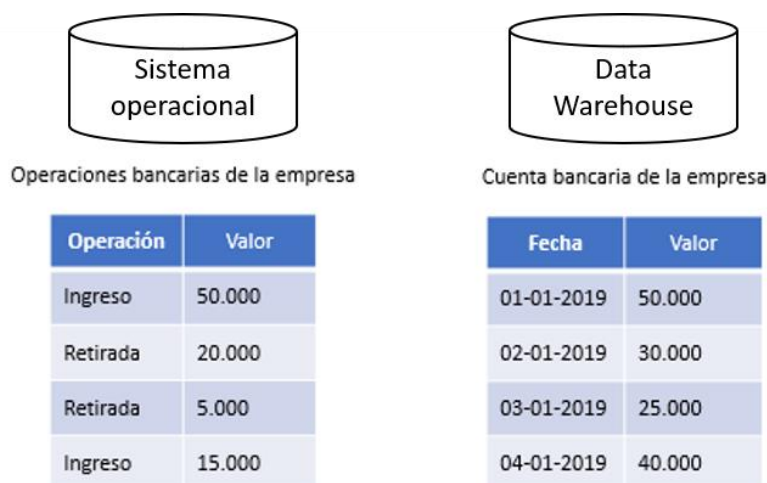 Sistema
operacional
Operaciones bancarias de la empresa
Operación Valor
Ingreso 50.000
Retirada 20.000
Retirada 5.000
Ingreso 15.000
Data
Warehouse
Cuenta bancaria de la empresa
Fecha Valor
01-01-2019 50.000
02-01-2019 30.000
03-01-2019 25.000
04-01-2019 40.000